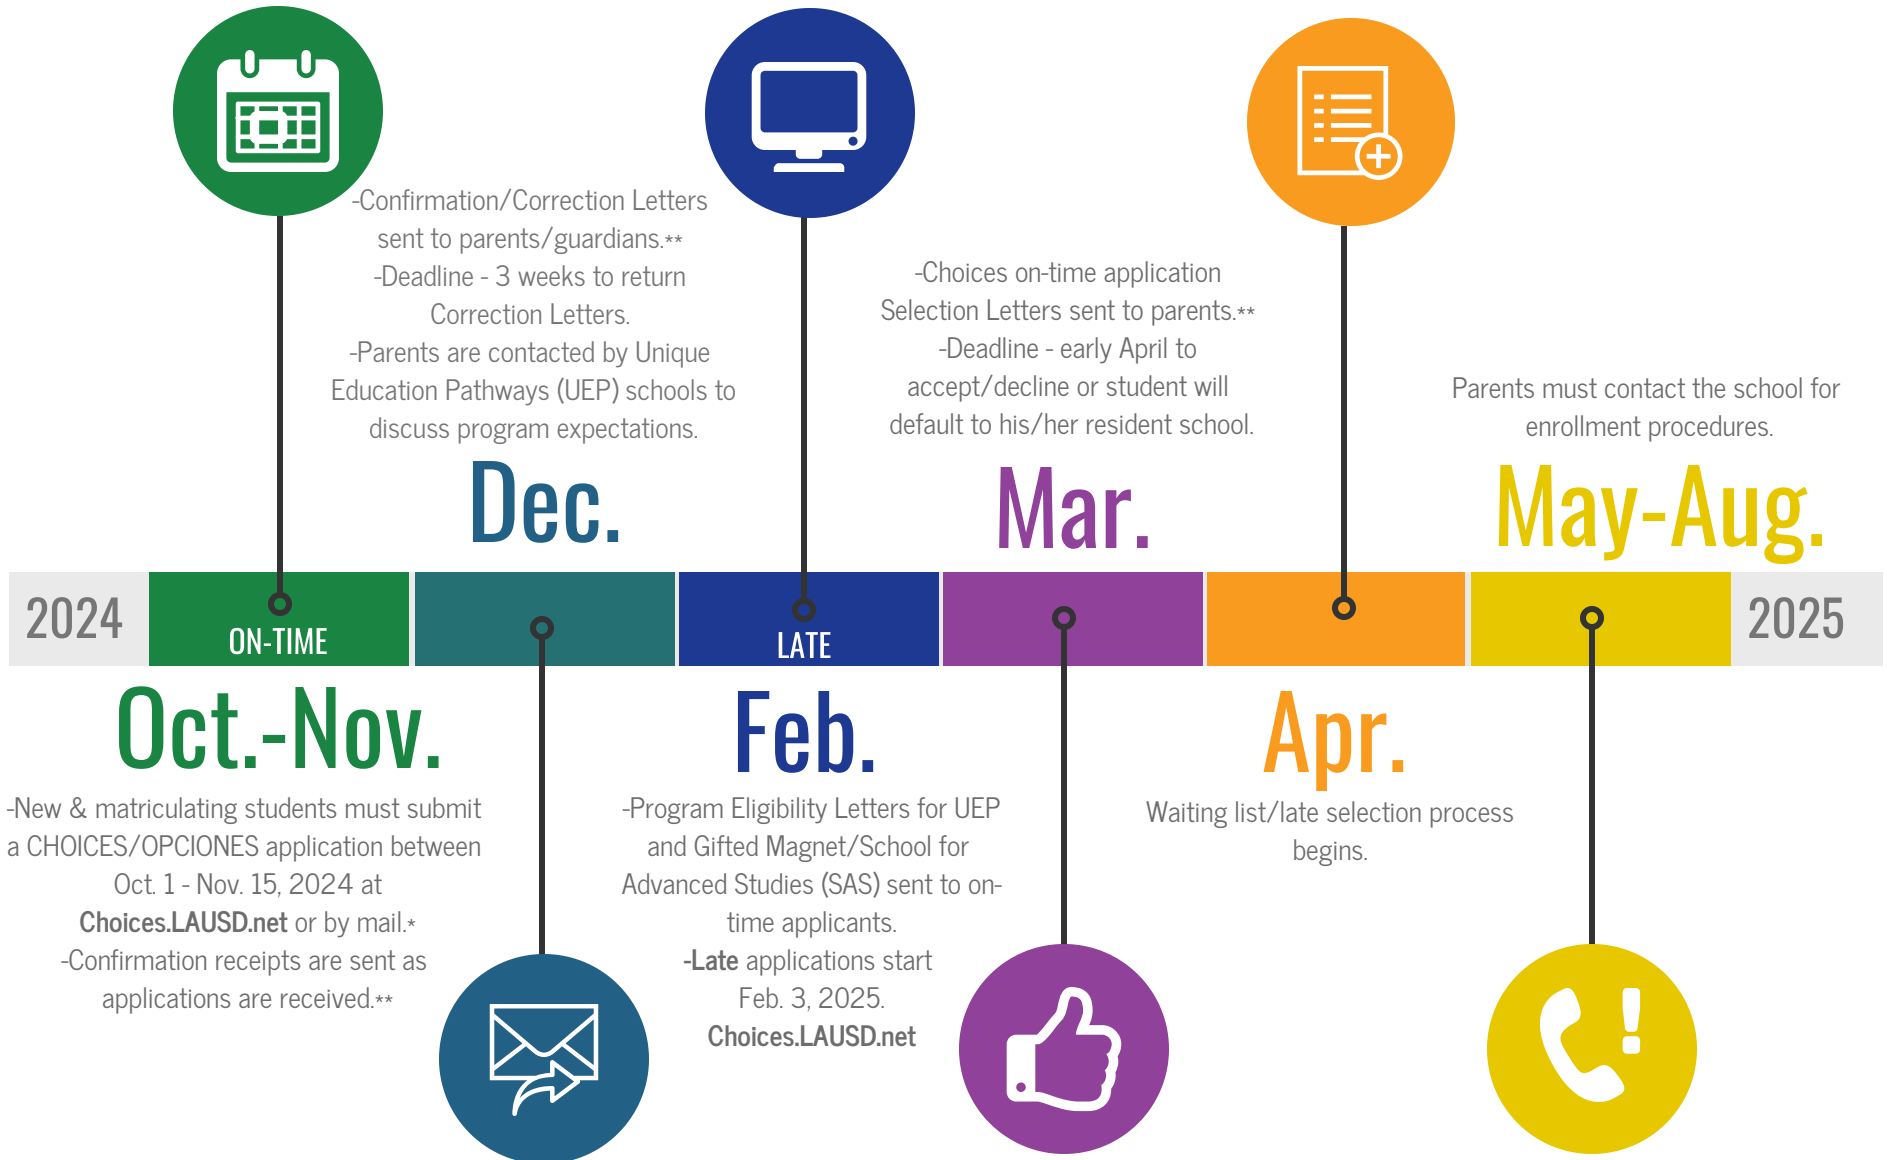 -Confirmation/Correction Letters
sent to parents/guardians.**
-Deadline - 3 weeks to return
Correction Letters.
-Parents are contacted by Unique
Education Pathways (UEP) schools to
discuss program expectations.
Dec.
-Choices on-time application
Selection Letters sent to parents.**
-Deadline - early April to
accept/decline or student will
default to his/her resident school.
Mar.
Parents must contact the school for
enrollment procedures.
May-Aug.
2024
ON-TIME
LATE
2025
Oct.-Nov.
-New & matriculating students must submit
a CHOICES/OPCIONES application between
Oct. 1 - Nov. 15, 2024 at
Choices.LAUSD.net or by mail.*
-Confirmation receipts are sent as
applications are received.**
Feb.
-Program Eligibility Letters for UEP
and Gifted Magnet/School for
Advanced Studies (SAS) sent to on-
time applicants.
-Late applications start
Feb. 3, 2025.
Choices.LAUSD.net
Apr.
Waiting list/late selection process
begins.